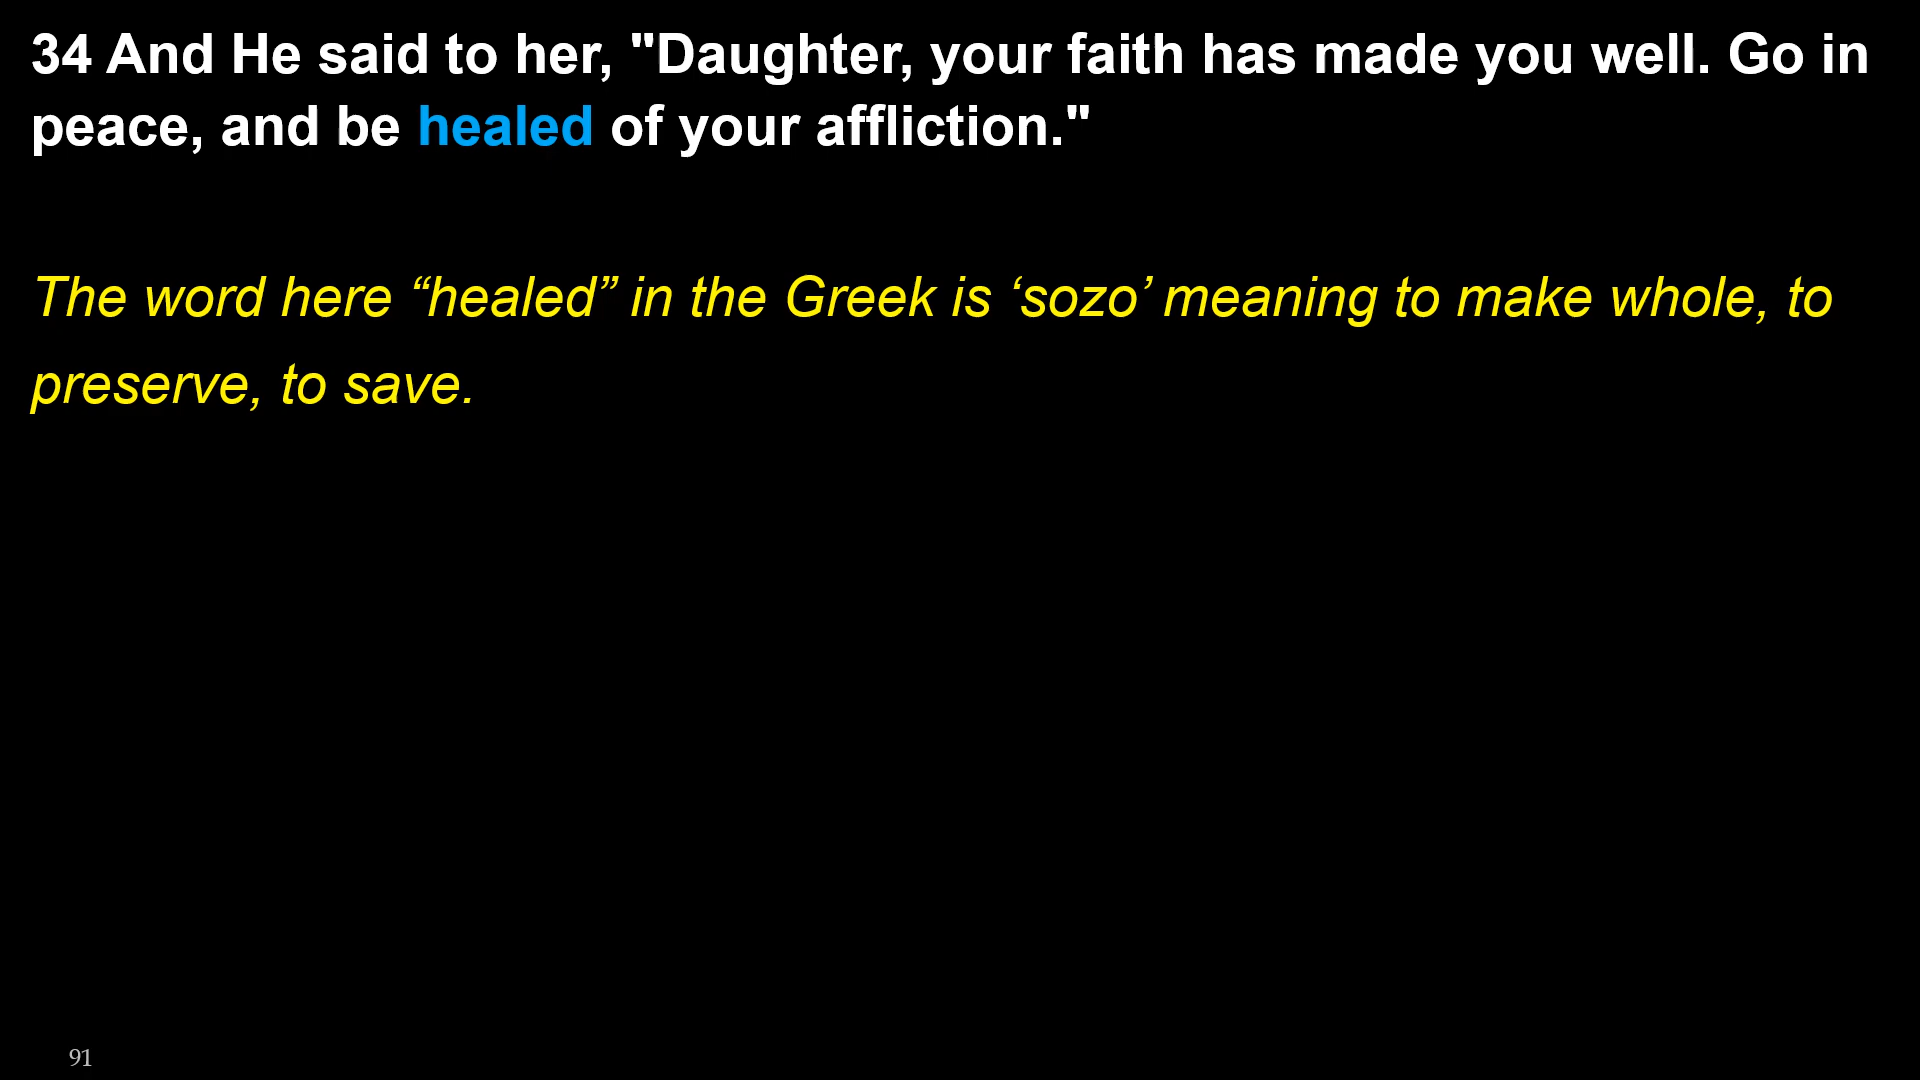 34 And He said to her, "Daughter, your faith has made you well. Go in
peace, and be healed of your affliction."
The word here “healed” in the Greek is ‘sozo’ meaning to make whole, to
preserve, to save.
91